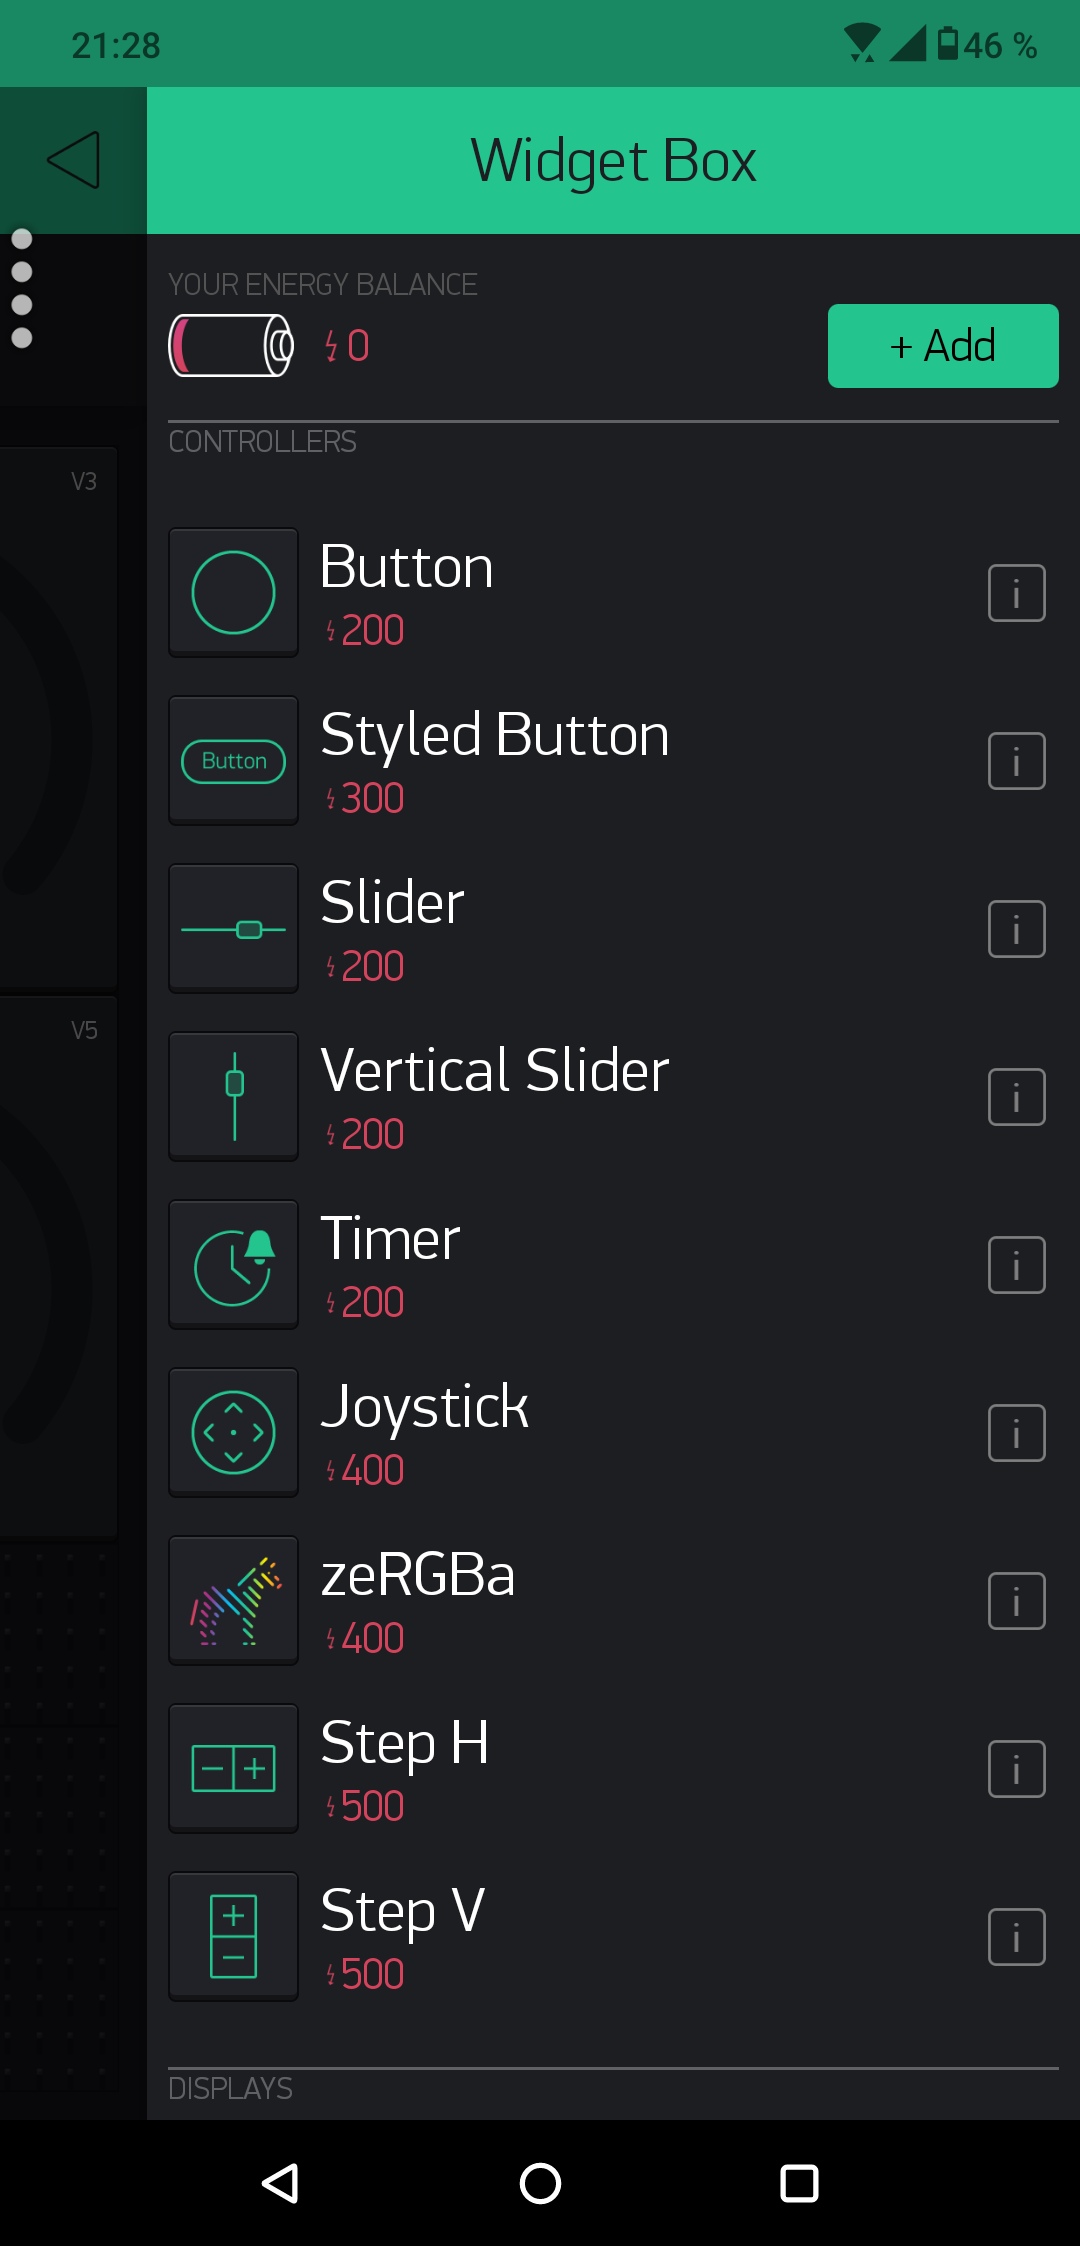 21:28
46 %
Widget Box
YOUR ENERGY BALANCE
0
+ Add
CONTROLLERS
V3
Button
200
i
Button
Styled Button
300
i
Slider
200
i
V5
Vertical Slider
200
i
Timer
200
i
Joystick
400
i
zeRGBa
400
i
Step H
500
i
Step V
500
i
DISPLAYS